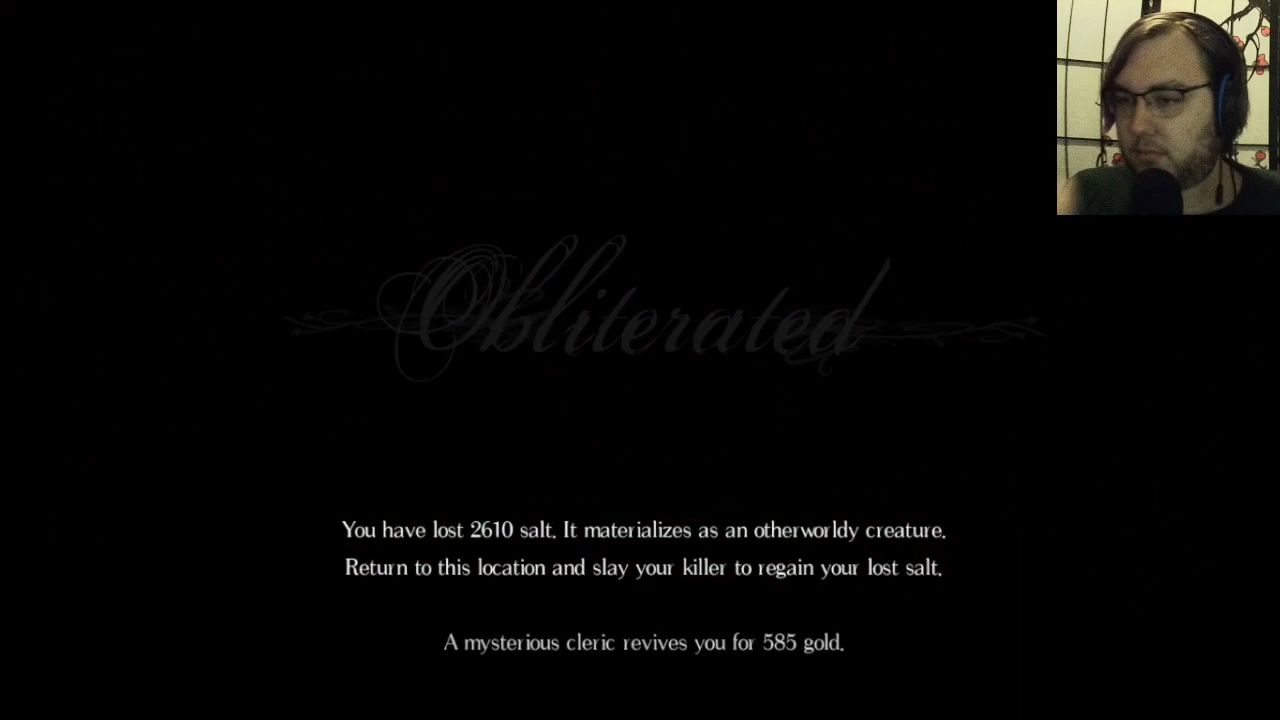 Obliterated
You have lost 2610 salt. It materializes as an otherworldy creature.
Return to this location and slay your killer to regain your lost salt.
A mysterious cleric revives you for 585 gold.